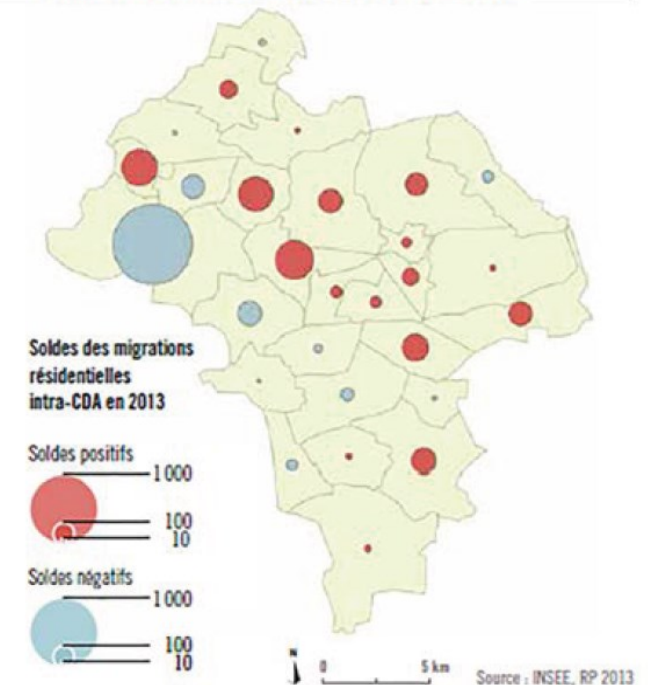 Soldes des migrations
résidentielles
intra-CDA en 2013
Soldes positifs
1 000
100
10
Soldes négatifs
1 000
100
10
N
0
5 km
Source : INSEE, RP 2013